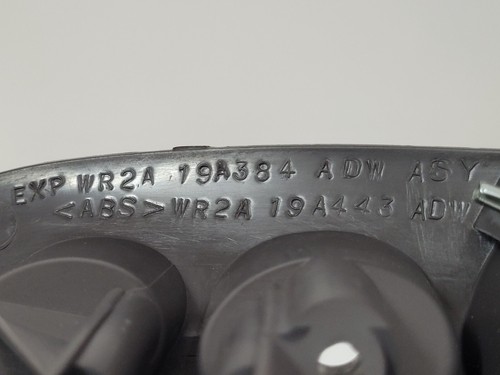 EXP WR2A 19A384 ADW ASY
<ABS> WR2A 19A443 ADW